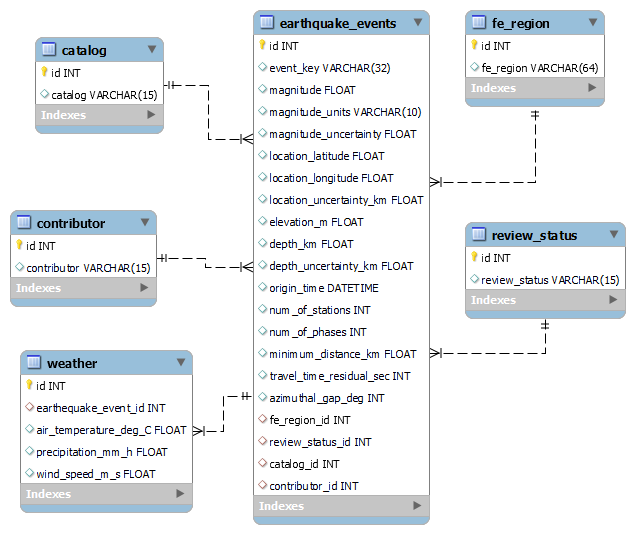 catalog
id INT
catalog VARCHAR(15)
Indexes
contributor
id INT
contributor VARCHAR(15)
Indexes
weather
id INT
earthequake_event_id INT
air_temperature_deg_C FLOAT
precipitation_mm_h FLOAT
wind_speed_m_s FLOAT
Indexes
earthquake_events
id INT
event_key VARCHAR(32)
magnitude FLOAT
magnitude_units VARCHAR(10)
magnitude_uncertainty FLOAT
location_latitude FLOAT
location_longitude FLOAT
location_uncertainty_km FLOAT
elevation_m FLOAT
depth_km FLOAT
depth_uncertainty_km FLOAT
origin_time DATETIME
num_of_stations INT
num_of_phases INT
minimum_distance_km FLOAT
travel_time_residual_sec INT
azimuthal_gap_deg INT
fe_region_id INT
review_status_id INT
catalog_id INT
contributor_id INT
Indexes
fe_region
id INT
fe_region VARCHAR(64)
Indexes
review_status
id INT
review_status VARCHAR(15)
Indexes